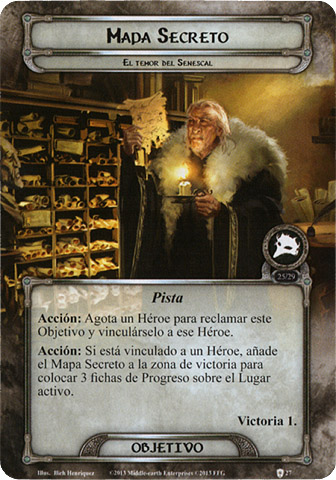 Mapa Secreto
El temor del Senescal
25/29
Pista
Acción: Agota un Héroe para reclamar este
Objetivo y vinculárselo a ese Héroe.
Acción: Si está vinculado a un Héroe, añade
el Mapa Secreto a la zona de victoria para
colocar 3 fichas de Progreso sobre el Lugar
activo.
Victoria 1.
OBJETIVO
Illus. Ilich Henriquez
©2013 Middle-earth Enterprises ©2013 FFG
27